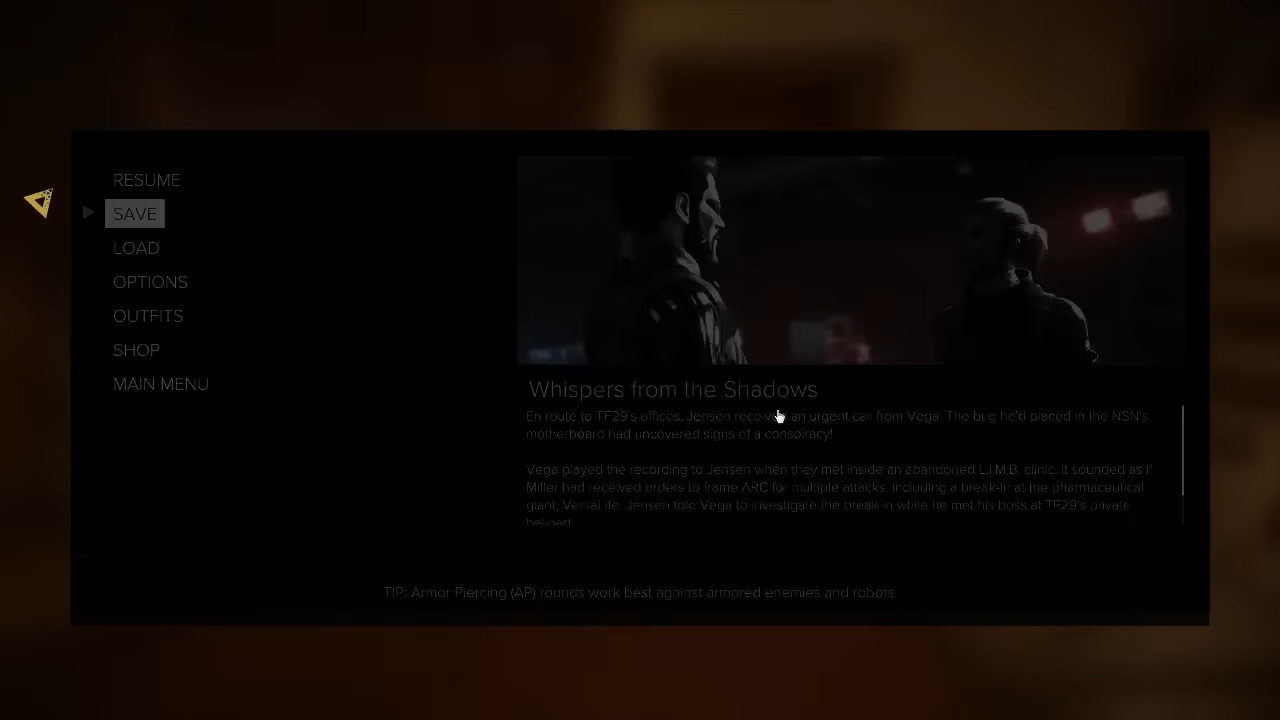 RESUME
SAVE
LOAD
OPTIONS
OUTFITS
SHOP
MAIN MENU
Whispers from the Shadows
En route to TF29's offices, Jensen received an urgent call from Vega. The bug he'd placed in the NSN's
motherboard had uncovered signs of a conspiracy!
Vega played the recording to Jensen when they met inside an abandoned L.I.M.B. clinic. It sounded as if
Miller had received orders to frame ARC for multiple attacks, including a break-in at the pharmaceutical
giant, VersaLife. Jensen told Vega to investigate the break-in while he met his boss at TF29's private
helipad.
TIP: Armor Piercing (AP) rounds work best against armored enemies and robots.